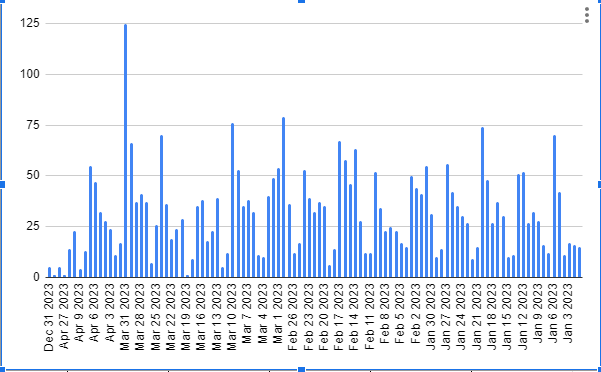 125
100
75
50
25
0
Dec 31 2023
Apr 27 2023
Apr 9 2023
Apr 6 2023
Apr 3 2023
Mar 31 2023
Mar 28 2023
Mar 25 2023
Mar 22 2023
Mar 19 2023
Mar 16 2023
Mar 13 2023
Mar 10 2023
Mar 7 2023
Mar 4 2023
Mar 1 2023
Feb 26 2023
Feb 23 2023
Feb 20 2023
Feb 17 2023
Feb 14 2023
Feb 11 2023
Feb 8 2023
Feb 5 2023
Feb 2 2023
Jan 30 2023
Jan 27 2023
Jan 24 2023
Jan 21 2023
Jan 18 2023
Jan 15 2023
Jan 12 2023
Jan 9 2023
Jan 6 2023
Jan 3 2023